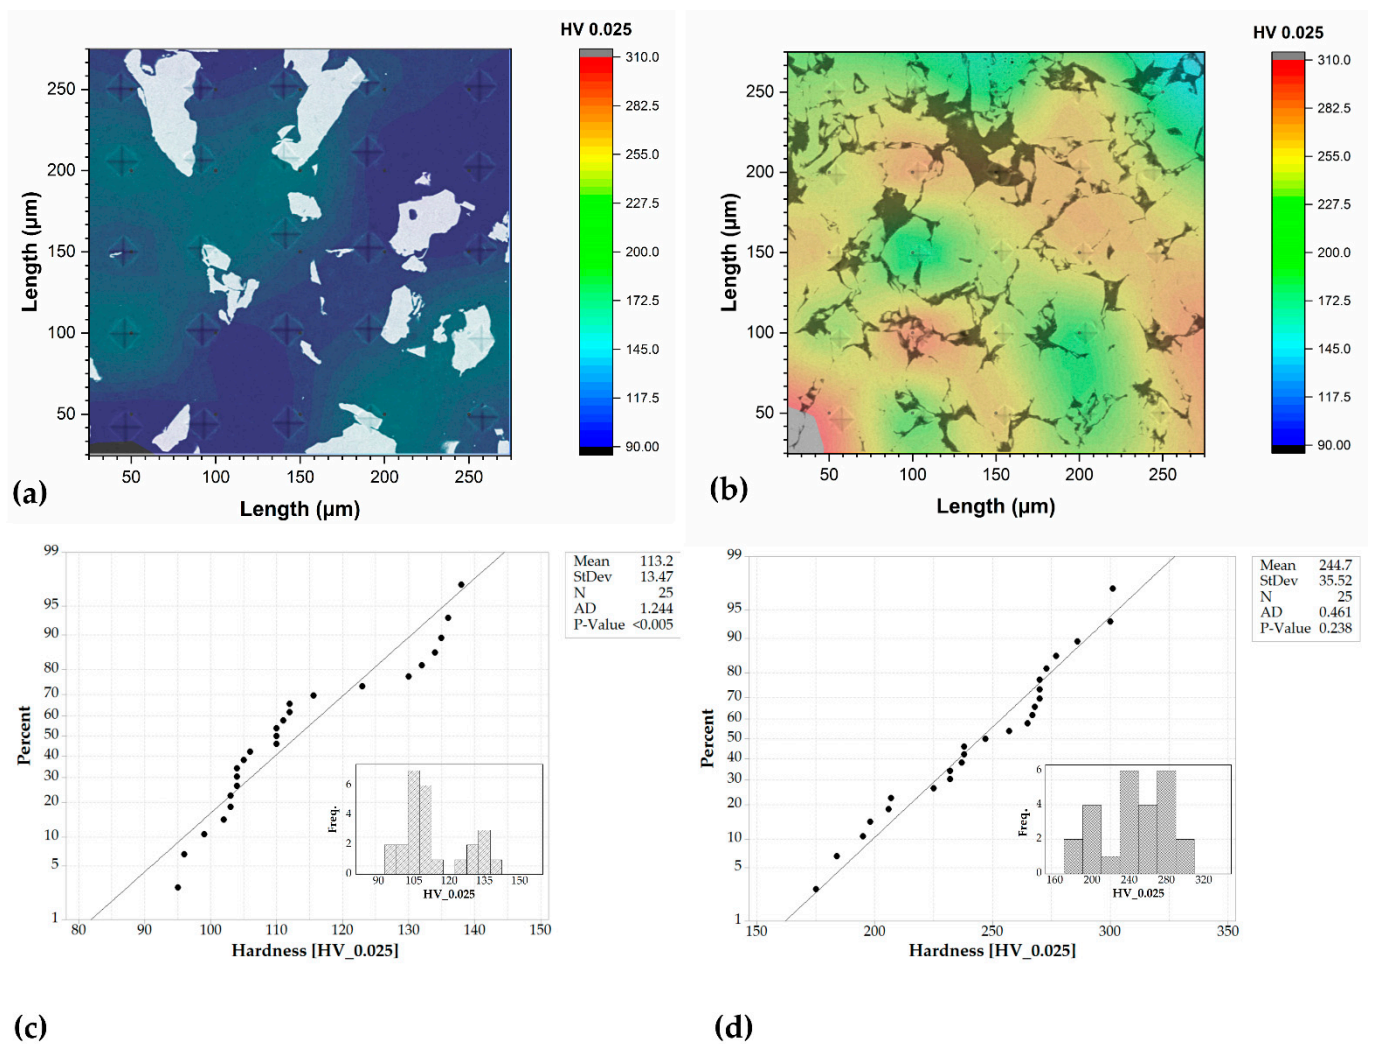 HV 0.025
310.0
282.5
255.0
227.5
200.0
172.5
145.0
117.5
90.00
250
200
150
100
50
Length (µm)
50 100 150 200 250
Length (µm)
(a)
HV 0.025
310.0
282.5
255.0
227.5
200.0
172.5
145.0
117.5
90.00
250
200
150
100
50
Length (µm)
50 100 150 200 250
Length (µm)
(b)
99
95
90
80
70
60
50
40
30
20
10
5
1
Percent
80 90 100 110 120 130 140 150
Hardness [HV_0.025]
Mean 113.2
StDev 13.47
N 25
AD 1.244
P-Value <0.005
6
4
2
0
Freq.
90 105 120 135 150
HV_0.025
(c)
99
95
90
80
70
60
50
40
30
20
10
5
1
Percent
150 200 250 300 350
Hardness [HV_0.025]
Mean 244.7
StDev 35.52
N 25
AD 0.461
P-Value 0.238
6
4
2
0
Freq.
160 200 240 280 320
HV_0.025
(d)